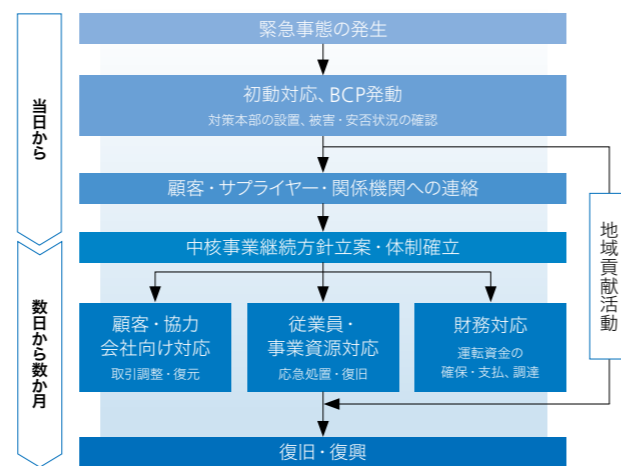 緊急事態の発生
当日から
初動対応、BCP発動
対策本部の設置、被害・安否状況の確認
顧客・サプライヤー・関係機関への連絡
中核事業継続方針立案・体制確立
地域貢献活動
数日から数か月
顧客・協力
会社向け対応
取引調整・復元
従業員・
事業資源対応
応急処置・復旧
財務対応
運転資金の
確保・支払、調達
復旧・復興